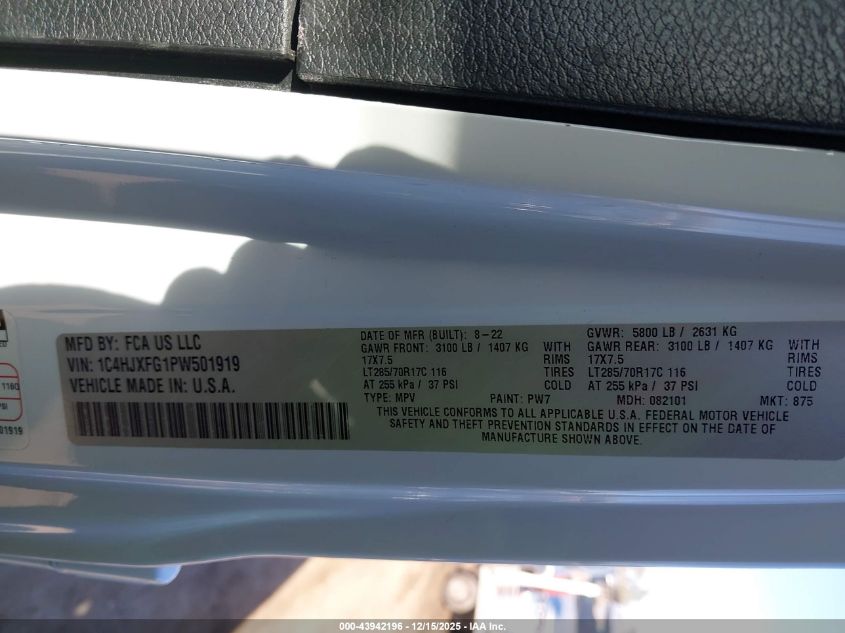 MFD BY: FCA US LLC
VIN: 1C4HJXFG1PW501919
VEHICLE MADE IN: U.S.A.
DATE OF MFR (BUILT): 8-22
GAWR FRONT: 3100 LB / 1407 KG WITH
17X7.5 RIMS
LT285/70R17C 116 TIRES
AT 255 kPa / 37 PSI COLD
TYPE: MPV PAINT: PW7
GVWR: 5800 LB / 2631 KG
GAWR REAR: 3100 LB / 1407 KG WITH
17X7.5 RIMS
LT285/70R17C 116 TIRES
AT 255 kPa / 37 PSI COLD
MDH: 082101 MKT: 875
THIS VEHICLE CONFORMS TO ALL APPLICABLE U.S.A. FEDERAL MOTOR VEHICLE
SAFETY AND THEFT PREVENTION STANDARDS IN EFFECT ON THE DATE OF
MANUFACTURE SHOWN ABOVE.
PSI
01919
000-43942196 - 12/15/2025 - IAA Inc.